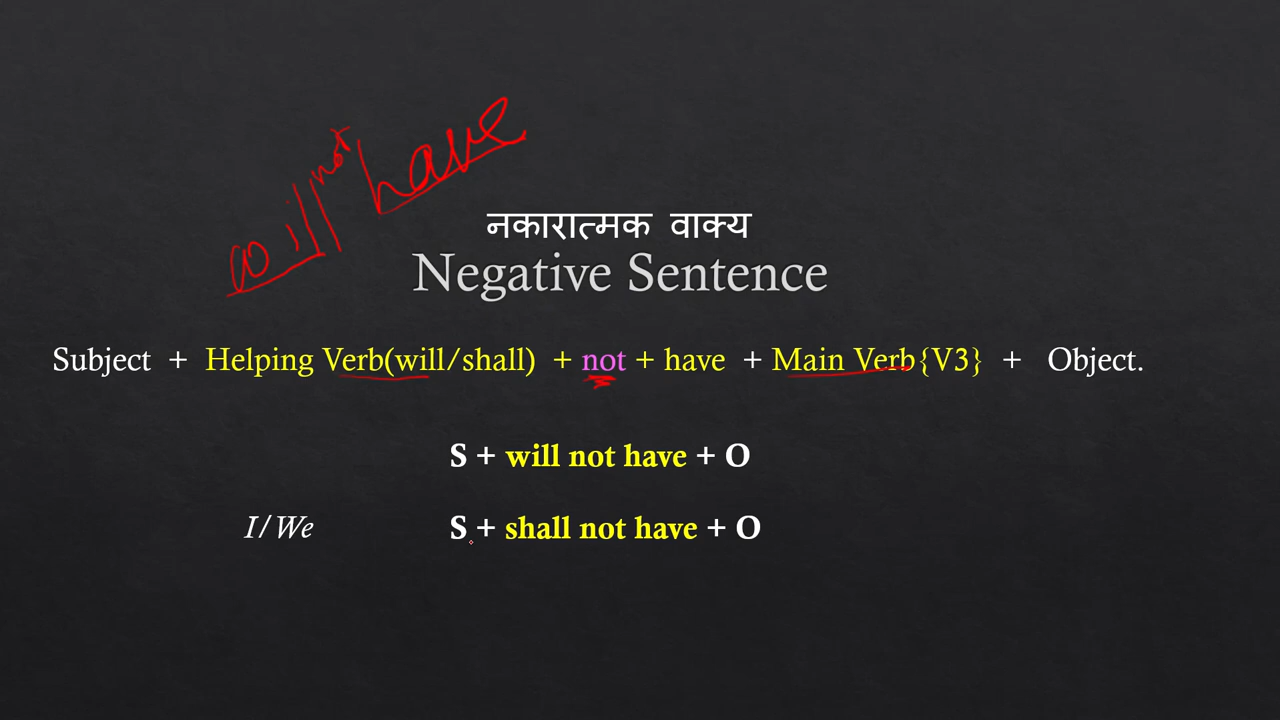 will not have
नकारात्मक वाक्य
Negative Sentence
Subject + Helping Verb(will/shall) + not + have + Main Verb{V3} + Object.
S + will not have + O
I/We S + shall not have + O